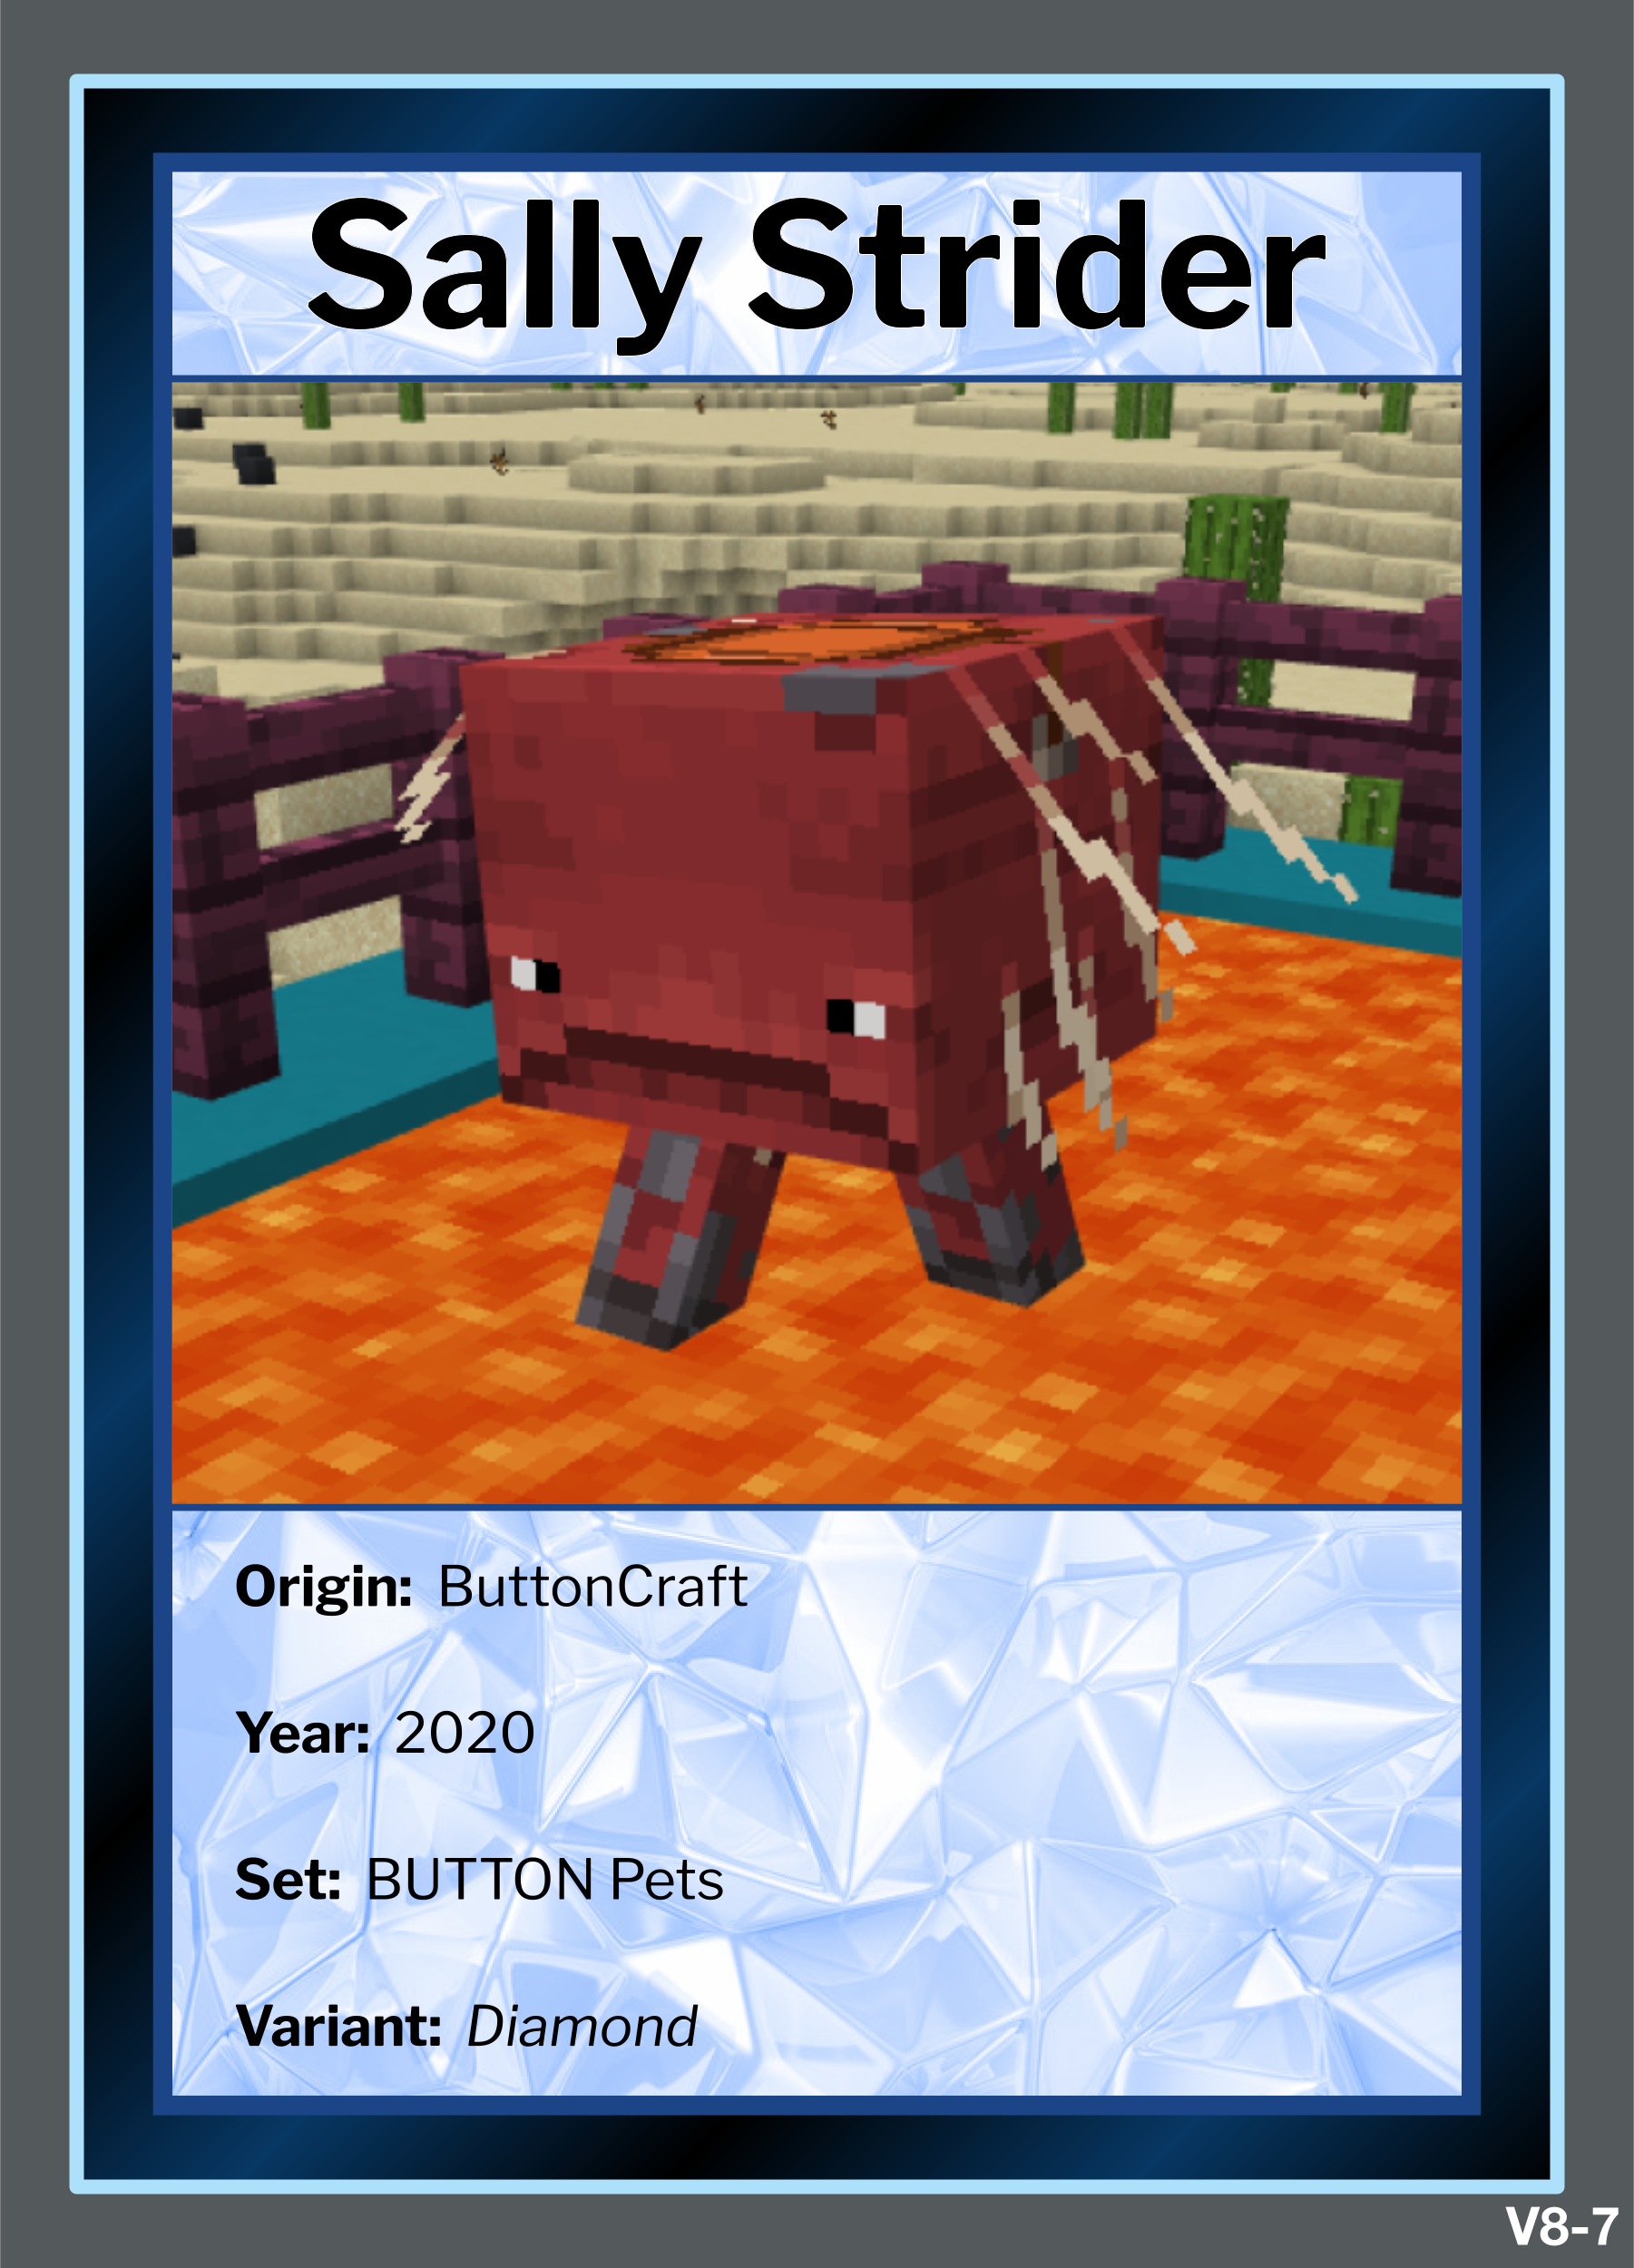 Sally Strider
Origin: ButtonCraft
Year: 2020
Set: BUTTON Pets
Variant: Diamond
V8-7